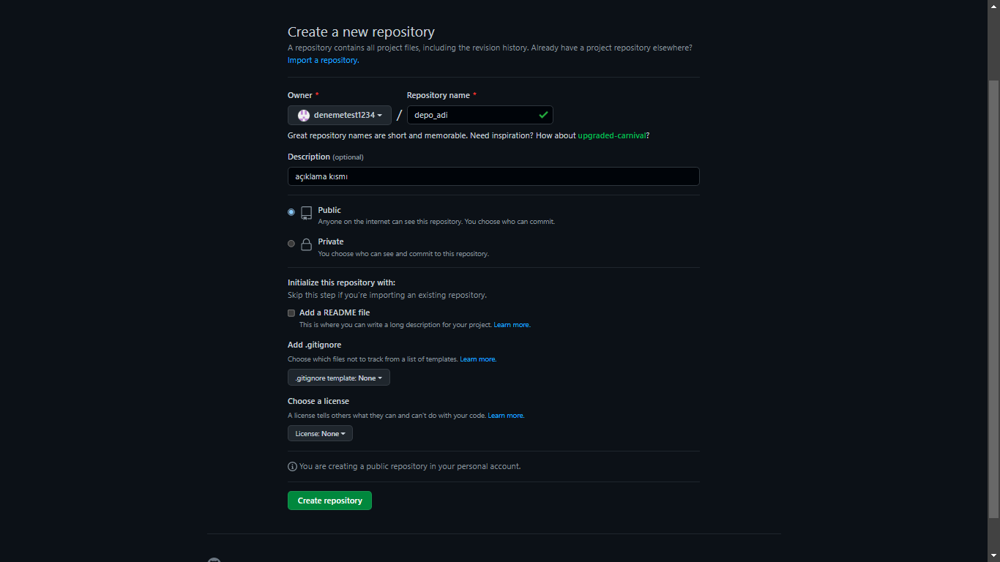 Create a new repository
A repository contains all project files, including the revision history. Already have a project repository elsewhere?
Import a repository.
Owner * Repository name *
denemetest1234 / depo_adi
Great repository names are short and memorable. Need inspiration? How about upgraded-carnival?
Description (optional)
açıklama kısmı
Public
Anyone on the internet can see this repository. You choose who can commit.
Private
You choose who can see and commit to this repository.
Initialize this repository with:
Skip this step if you're importing an existing repository.
Add a README file
This is where you can write a long description for your project. Learn more.
Add .gitignore
Choose which files not to track from a list of templates. Learn more.
.gitignore template: None
Choose a license
A license tells others what they can and can't do with your code. Learn more.
License: None
You are creating a public repository in your personal account.
Create repository